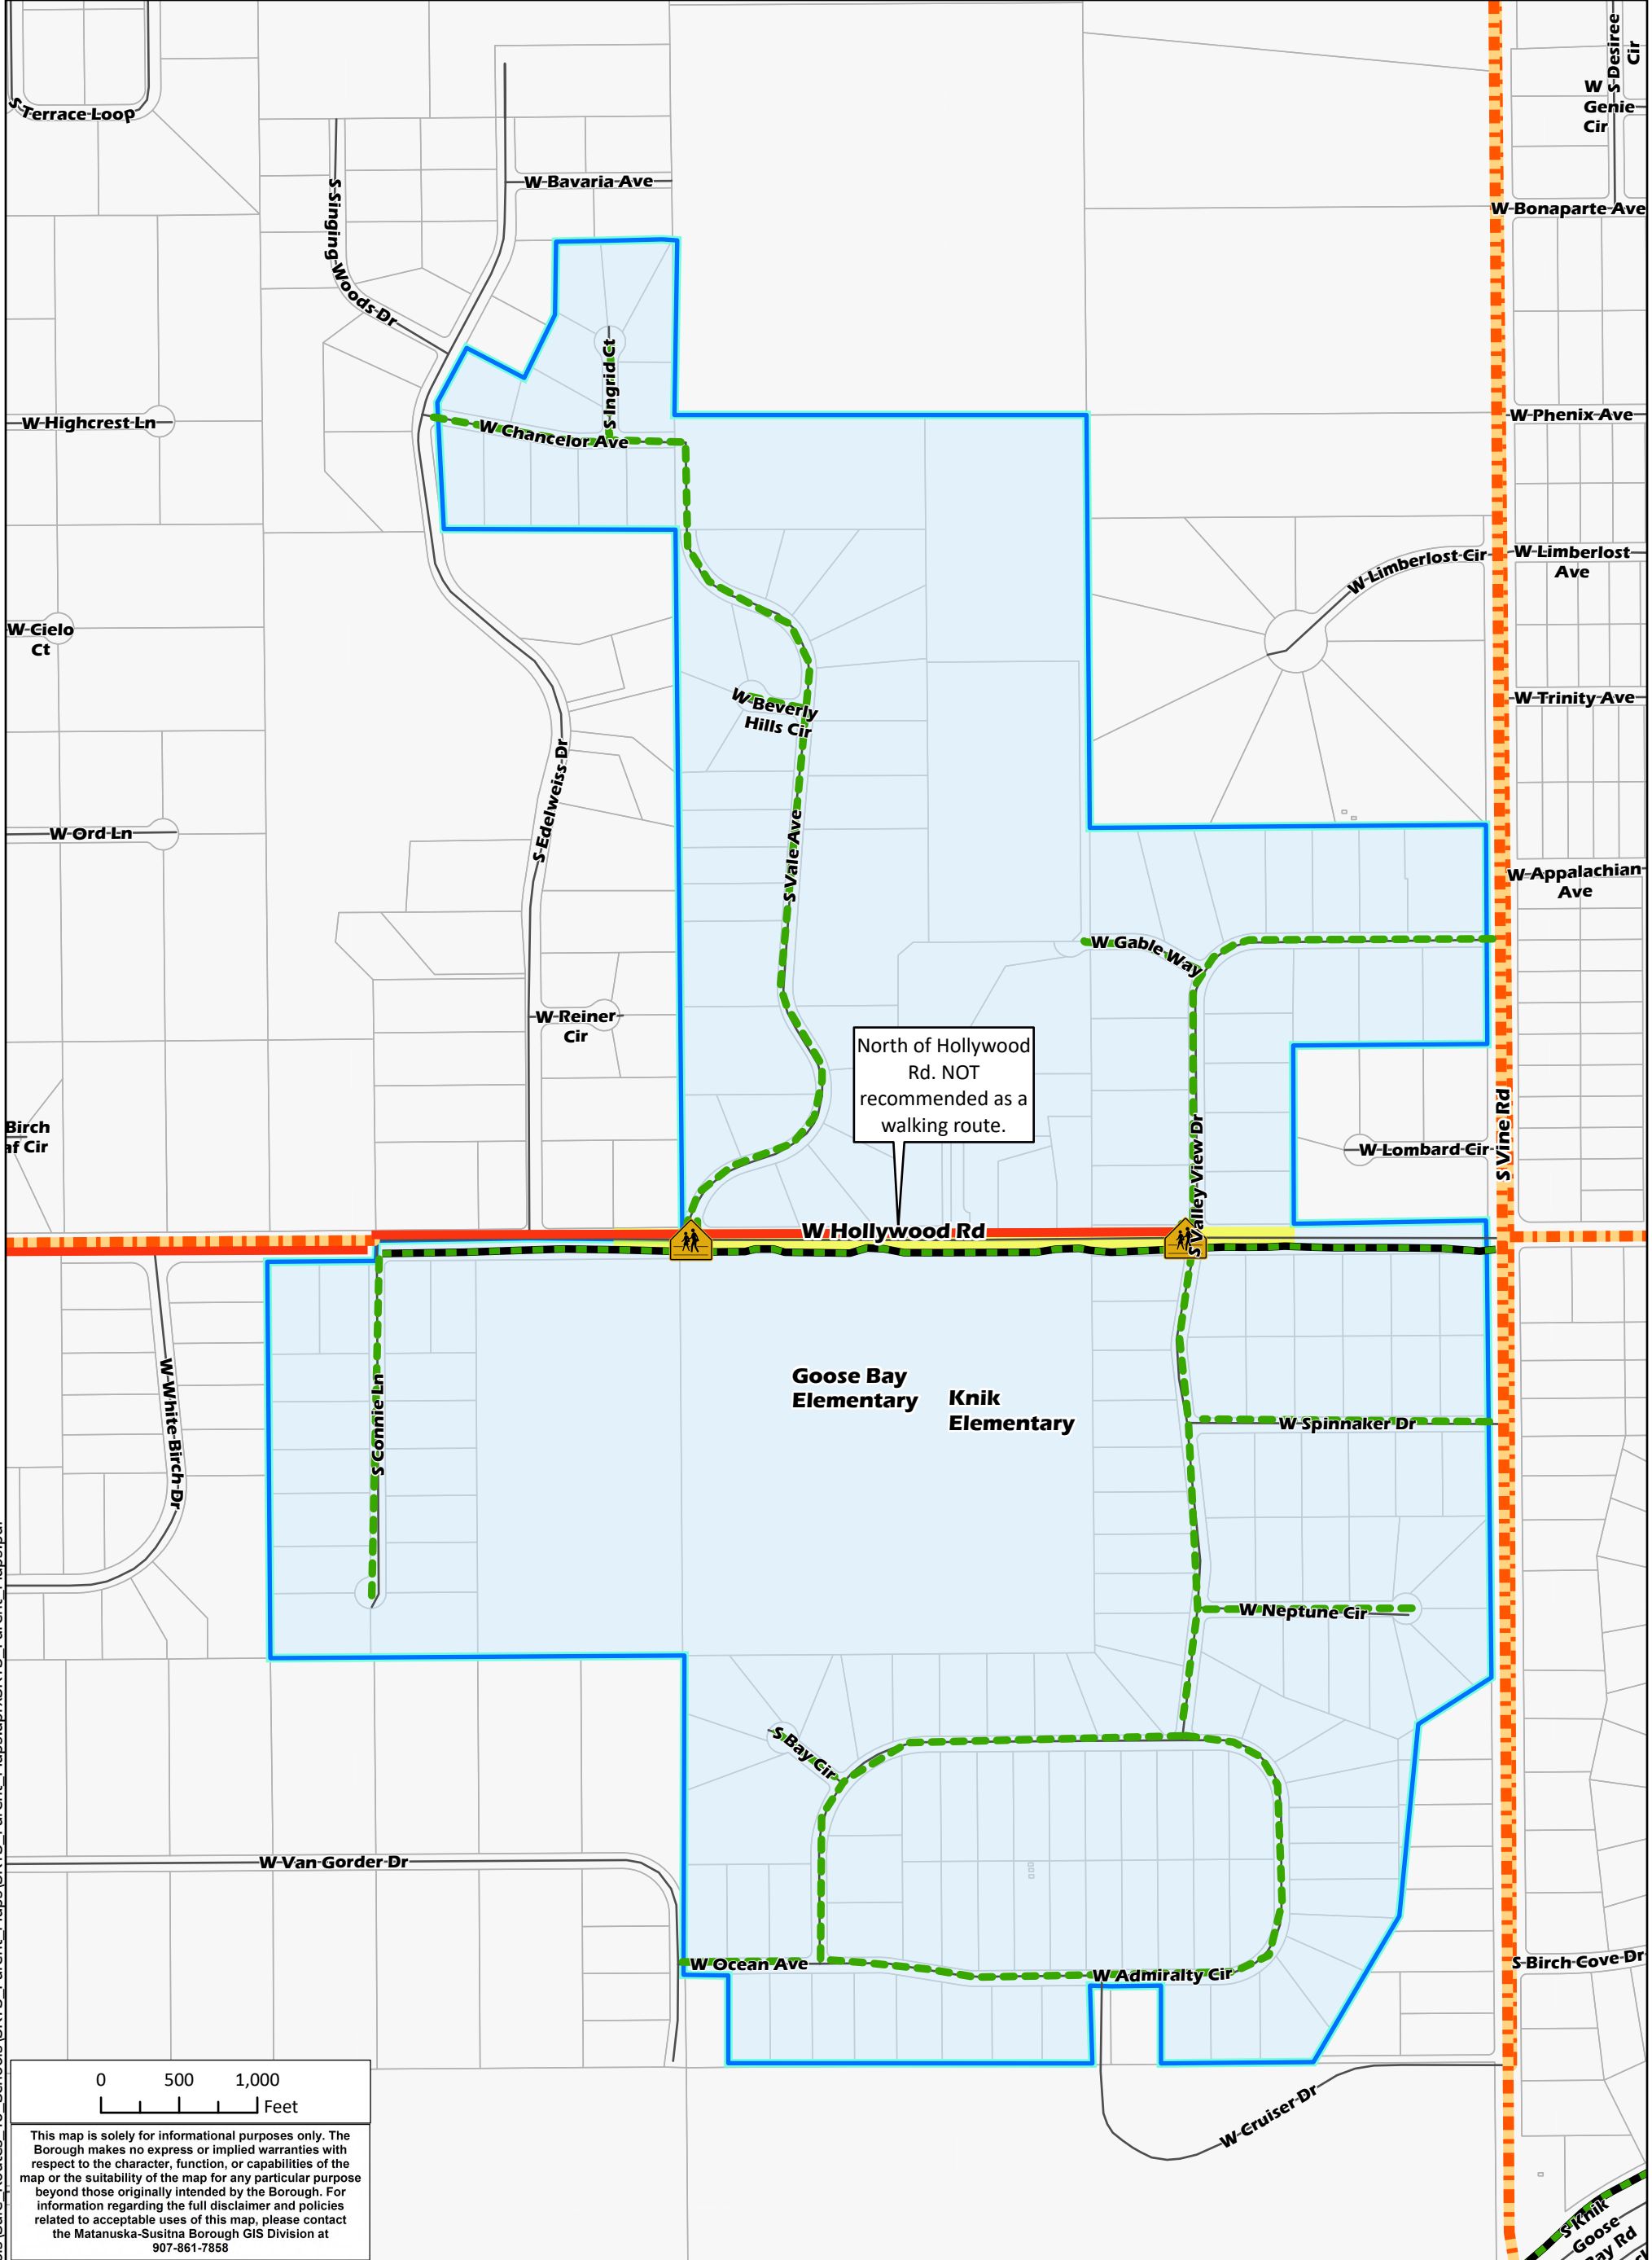 S Terrace Loop
S Desiree
Cir
W
Genie
Cir
S Singing Woods Dr
W Bavaria Ave
W Bonaparte Ave
W Highcrest Ln
S Ingrid Ct
W Chancelor Ave
W Phenix Ave
W Limberlost Cir
W Limberlost
Ave
W Cielo
Ct
W Beverly
Hills Cir
W Trinity Ave
S Edelweiss Dr
W Ord Ln
S Vale Ave
W Appalachian
Ave
W Gable Way
W Reiner
Cir
North of Hollywood
Rd. NOT
recommended as a
walking route.
Birch
af Cir
S Valley View Dr
W Lombard Cir
S Vine Rd
W Hollywood Rd
W White Birch Dr
S Connie Ln
Goose Bay
Elementary
Knik
Elementary
W Spinnaker Dr
W Neptune Cir
S Bay Cir
W Van Gorder Dr
W Ocean Ave
W Admiralty Cir
S Birch Cove Dr
W Cruiser Dr
S Knik
Goose
Bay Rd
0 500 1,000
Feet
This map is solely for informational purposes only. The
Borough makes no express or implied warranties with
respect to the character, function, or capabilities of the
map or the suitability of the map for any particular purpose
beyond those originally intended by the Borough. For
information regarding the full disclaimer and policies
related to acceptable uses of this map, please contact
the Matanuska-Susitna Borough GIS Division at
907-861-7858